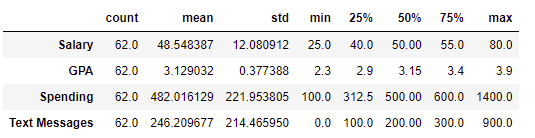 count mean std min 25% 50% 75% max
Salary 62.0 48.548387 12.080912 25.0 40.0 50.00 55.0 80.0
GPA 62.0 3.129032 0.377388 2.3 2.9 3.15 3.4 3.9
Spending 62.0 482.016129 221.953805 100.0 312.5 500.00 600.0 1400.0
Text Messages 62.0 246.209677 214.465950 0.0 100.0 200.00 300.0 900.0